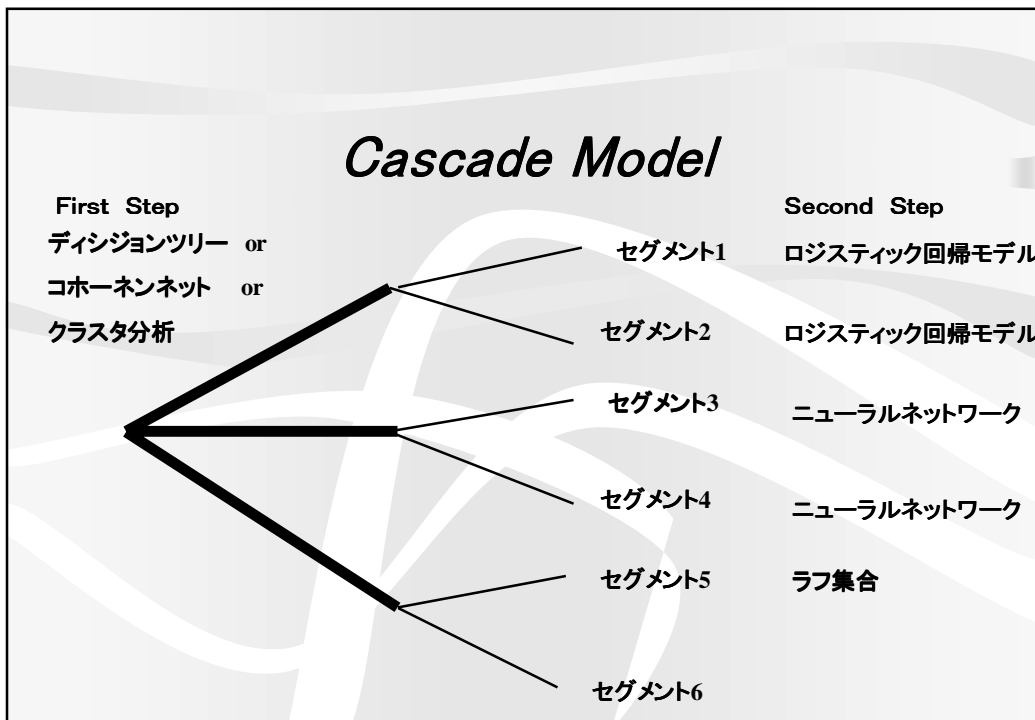 Cascade Model
First Step
ディシジョンツリー or
コホーネンネット or
クラスタ分析
Second Step
セグメント1 ロジスティック回帰モデル
セグメント2 ロジスティック回帰モデル
セグメント3 ニューラルネットワーク
セグメント4 ニューラルネットワーク
セグメント5 ラフ集合
セグメント6